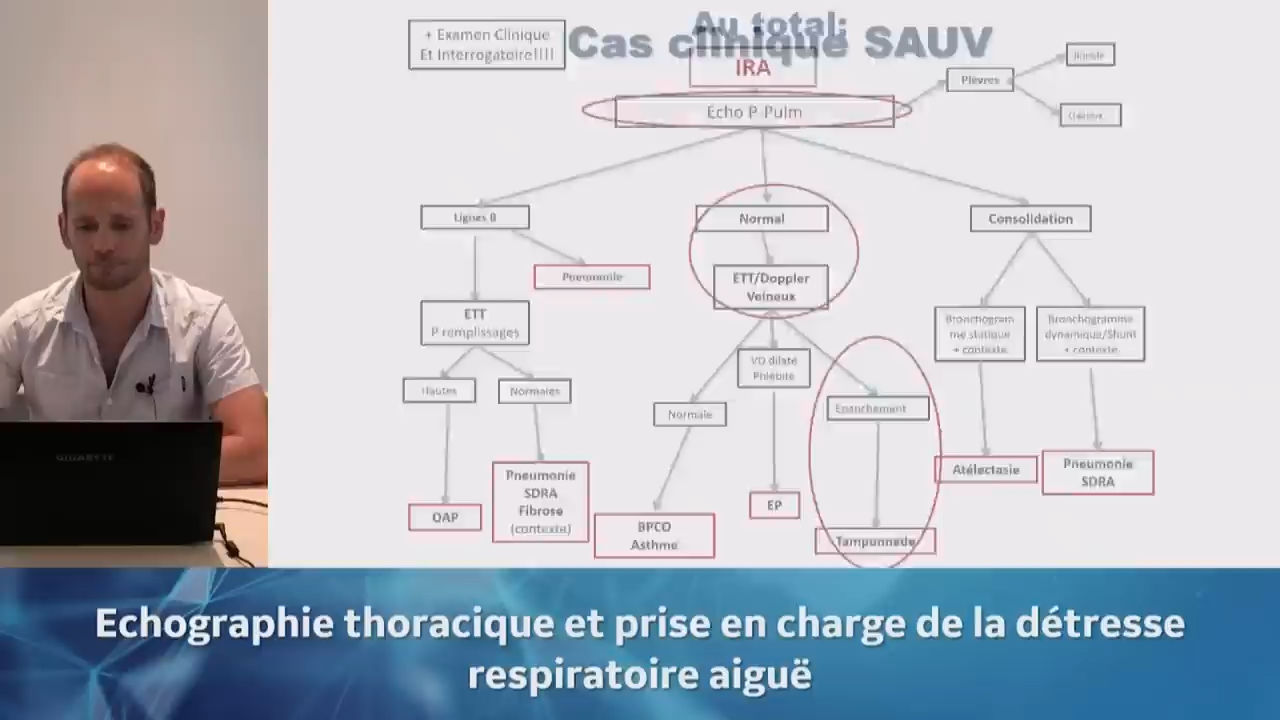 + Examen Clinique
Et Interrogatoire!!!!
Au total:
Cas clinique SAUV
IRA
Echo P Pulm
Plèvres
Lignes B
Normal
Consolidation
Pneumonie
ETT/Doppler
Veineux
ETT
P remplissages
Bronchogram
me statique
+ contexte
Bronchogramme
dynamique/Shunt
+ contexte
VD dilaté
Phlébite
Hautes
Normales
Normale
Epanchement
Pneumonie
SDRA
Fibrose
(contexte)
Atélectasie
Pneumonie
SDRA
OAP
EP
BPCO
Asthme
Tamponnade
GIGABYTE
Echographie thoracique et prise en charge de la détresse
respiratoire aiguë